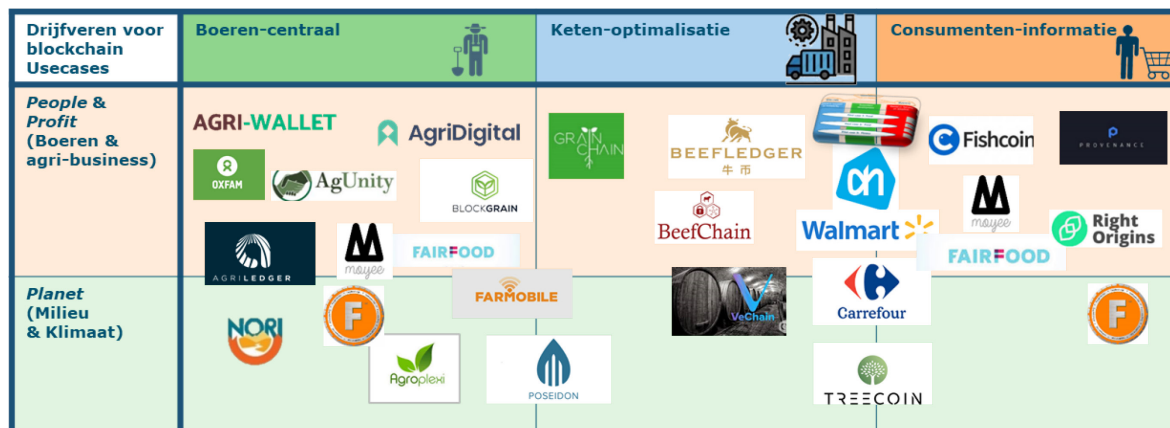 Drijfveren voor
blockchain
Usecases
Boeren-centraal
Keten-optimalisatie
Consumenten-informatie
People &
Profit
(Boeren &
agri-business)
AGRI-WALLET
AgriDigital
OXFAM
AgUnity
BLOCKGRAIN
AGRILEDGER
moyee
FAIRFOOD
GRAIN
CHAIN
BEEFLEDGER
牛币
BeefChain
Walmart
Fishcoin
PROVENANCE
moyee
FAIRFOOD
Right
Origins
Planet
(Milieu
& Klimaat)
NORI
F
FARMOBILE
Agroplexi
POSEIDON
VeChain
Carrefour
TREECOIN
F